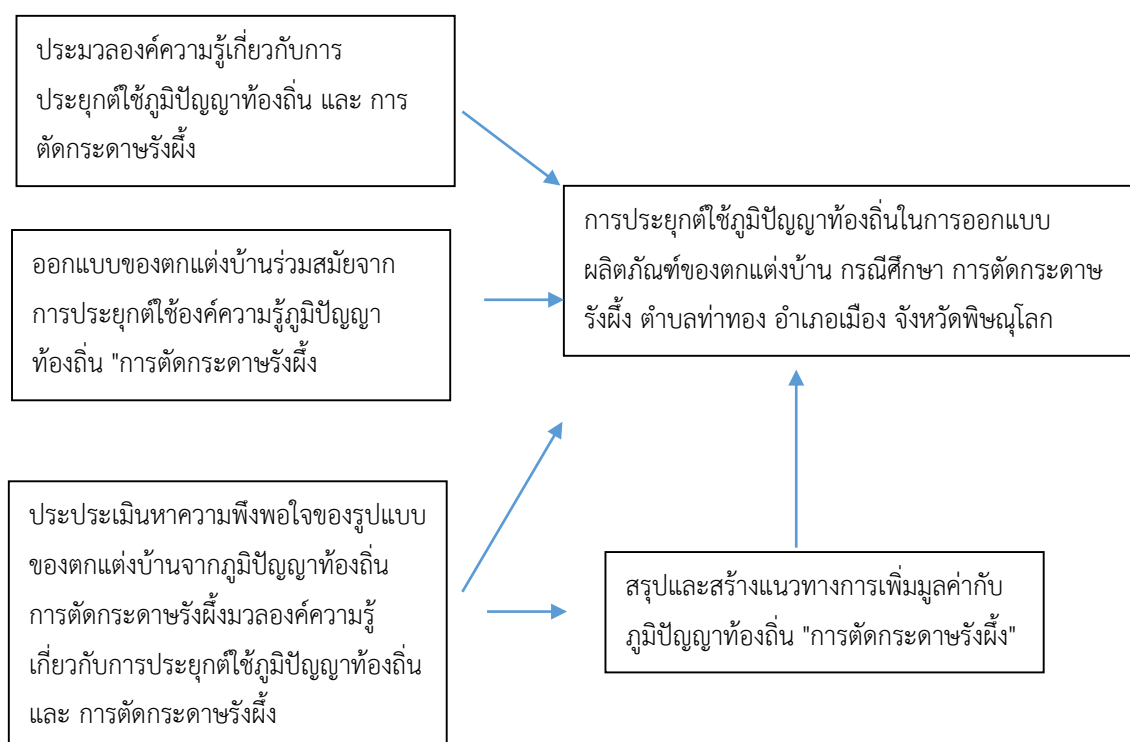 ประมวลองค์ความรู้เกี่ยวกับการ
ประยุกต์ใช้ภูมิปัญญาท้องถิ่น และ การ
ตัดกระดาษรังผึ้ง
ออกแบบของตกแต่งบ้านร่วมสมัยจาก
การประยุกต์ใช้องค์ความรู้ภูมิปัญญา
ท้องถิ่น "การตัดกระดาษรังผึ้ง
ประประเมินหาความพึงพอใจของรูปแบบ
ของตกแต่งบ้านจากภูมิปัญญาท้องถิ่น
การตัดกระดาษรังผึ้งมวลองค์ความรู้
เกี่ยวกับการประยุกต์ใช้ภูมิปัญญาท้องถิ่น
และ การตัดกระดาษรังผึ้ง
การประยุกต์ใช้ภูมิปัญญาท้องถิ่นในการออกแบบ
ผลิตภัณฑ์ของตกแต่งบ้าน กรณีศึกษา การตัดกระดาษ
รังผึ้ง ตำบลท่าทอง อำเภอเมือง จังหวัดพิษณุโลก
สรุปและสร้างแนวทางการเพิ่มมูลค่ากับ
ภูมิปัญญาท้องถิ่น "การตัดกระดาษรังผึ้ง"